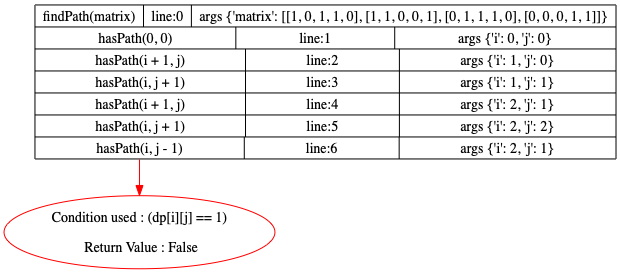 findPath(matrix) line:0 args {'matrix': [[1, 0, 1, 1, 0], [1, 1, 0, 0, 1], [0, 1, 1, 1, 0], [0, 0, 0, 1, 1]]}
hasPath(0, 0) line:1 args {'i': 0, 'j': 0}
hasPath(i + 1, j) line:2 args {'i': 1, 'j': 0}
hasPath(i, j + 1) line:3 args {'i': 1, 'j': 1}
hasPath(i + 1, j) line:4 args {'i': 2, 'j': 1}
hasPath(i, j + 1) line:5 args {'i': 2, 'j': 2}
hasPath(i, j - 1) line:6 args {'i': 2, 'j': 1}
Condition used : (dp[i][j] == 1)
Return Value : False